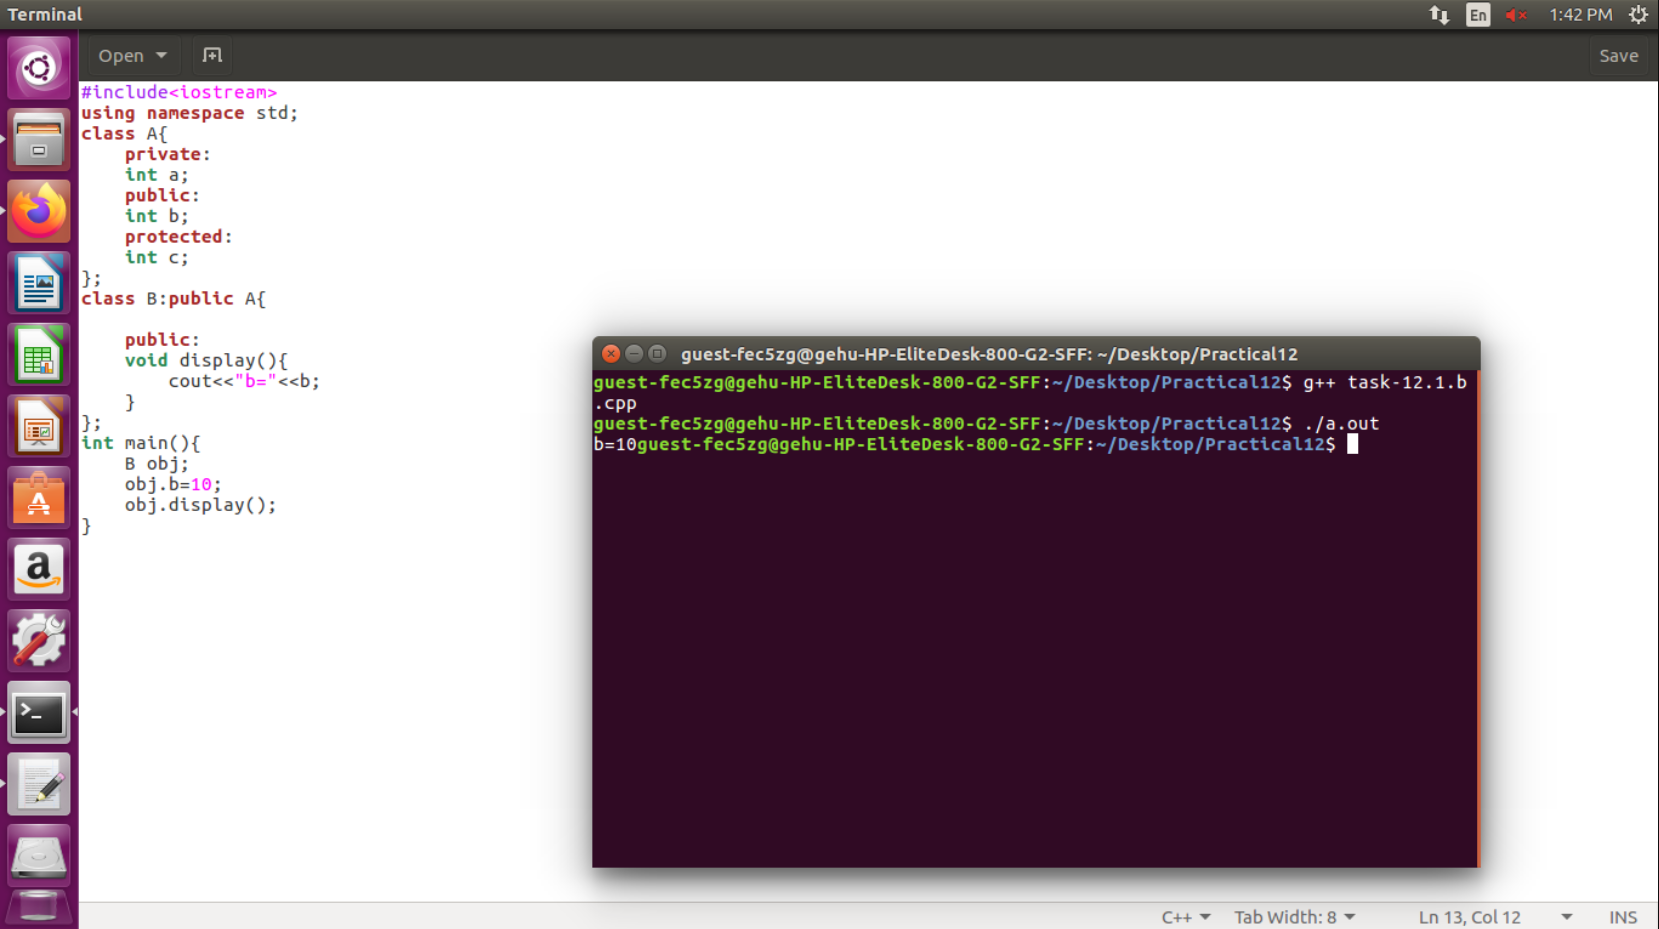 Terminal
En
1:42 PM
Open
Save
#include<iostream>
using namespace std;
class A{
    private:
    int a;
    public:
    int b;
    protected:
    int c;
};
class B:public A{
    public:
    void display(){
        cout<<"b="<<b;
    }
};
int main(){
    B obj;
    obj.b=10;
    obj.display();
}
guest-fec5zg@gehu-HP-EliteDesk-800-G2-SFF: ~/Desktop/Practical12
guest-fec5zg@gehu-HP-EliteDesk-800-G2-SFF:~/Desktop/Practical12$ g++ task-12.1.b
.cpp
guest-fec5zg@gehu-HP-EliteDesk-800-G2-SFF:~/Desktop/Practical12$ ./a.out
b=10guest-fec5zg@gehu-HP-EliteDesk-800-G2-SFF:~/Desktop/Practical12$
C++
Tab Width: 8
Ln 13, Col 12
INS